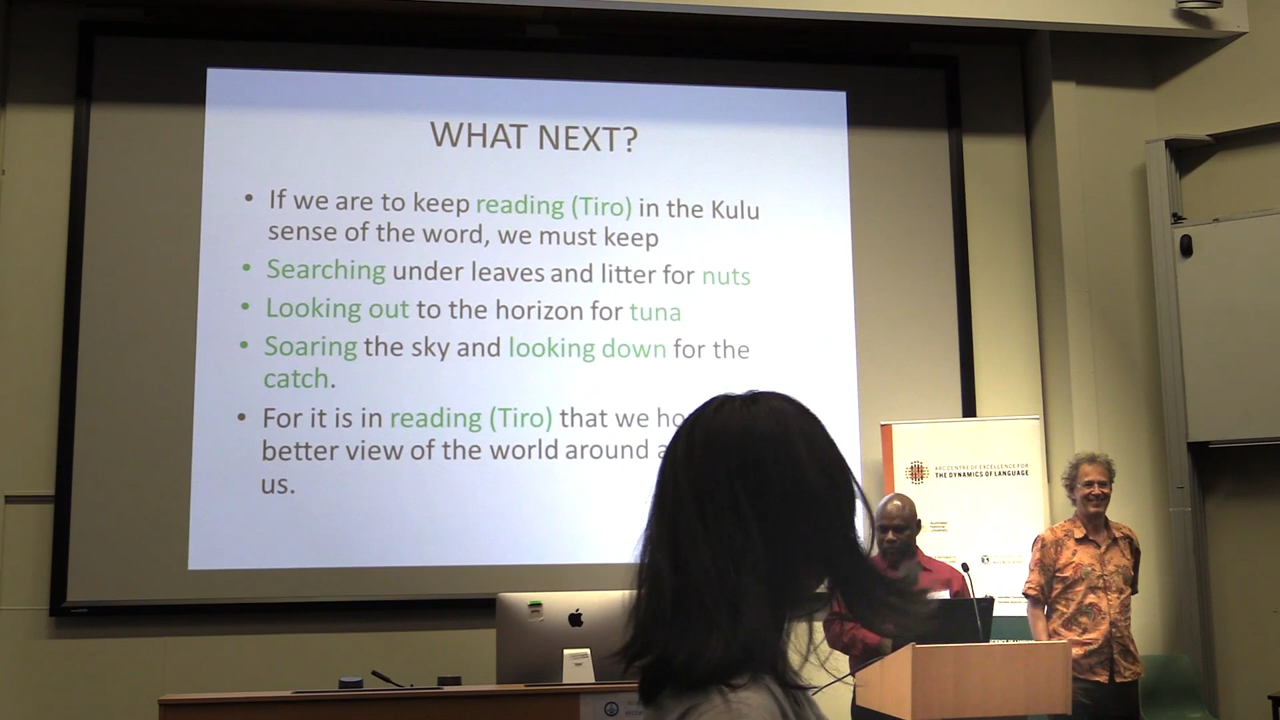 WHAT NEXT?
• If we are to keep reading (Tiro) in the Kulu
sense of the word, we must keep
• Searching under leaves and litter for nuts
• Looking out to the horizon for tuna
• Soaring the sky and looking down for the
catch.
• For it is in reading (Tiro) that we
better view of the world around
us.
ARC CENTRE OF EXCELLENCE FOR
THE DYNAMICS OF LANGUAGE
Australian
National
University